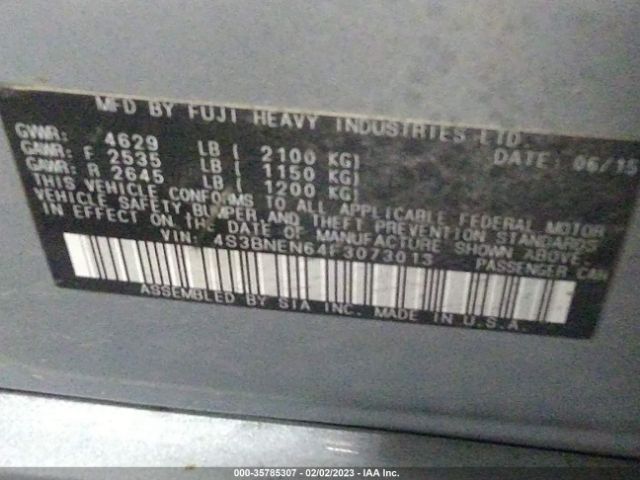 MFD BY FUJI HEAVY INDUSTRIES LTD.
GVWR: 4629 LB ( 2100 KG) DATE: 06/15
GAWR: F 2535 LB ( 1150 KG)
GAWR: R 2645 LB ( 1200 KG)
THIS VEHICLE CONFORMS TO ALL APPLICABLE FEDERAL MOTOR
VEHICLE SAFETY BUMPER AND THEFT PREVENTION STANDARDS
IN EFFECT ON THE DATE OF MANUFACTURE SHOWN ABOVE.
VIN: 4S3BNEN64F3073013 PASSENGER CAR
ASSEMBLED BY SIA INC. MADE IN U.S.A.
000-35785307 - 02/02/2023 - IAA Inc.